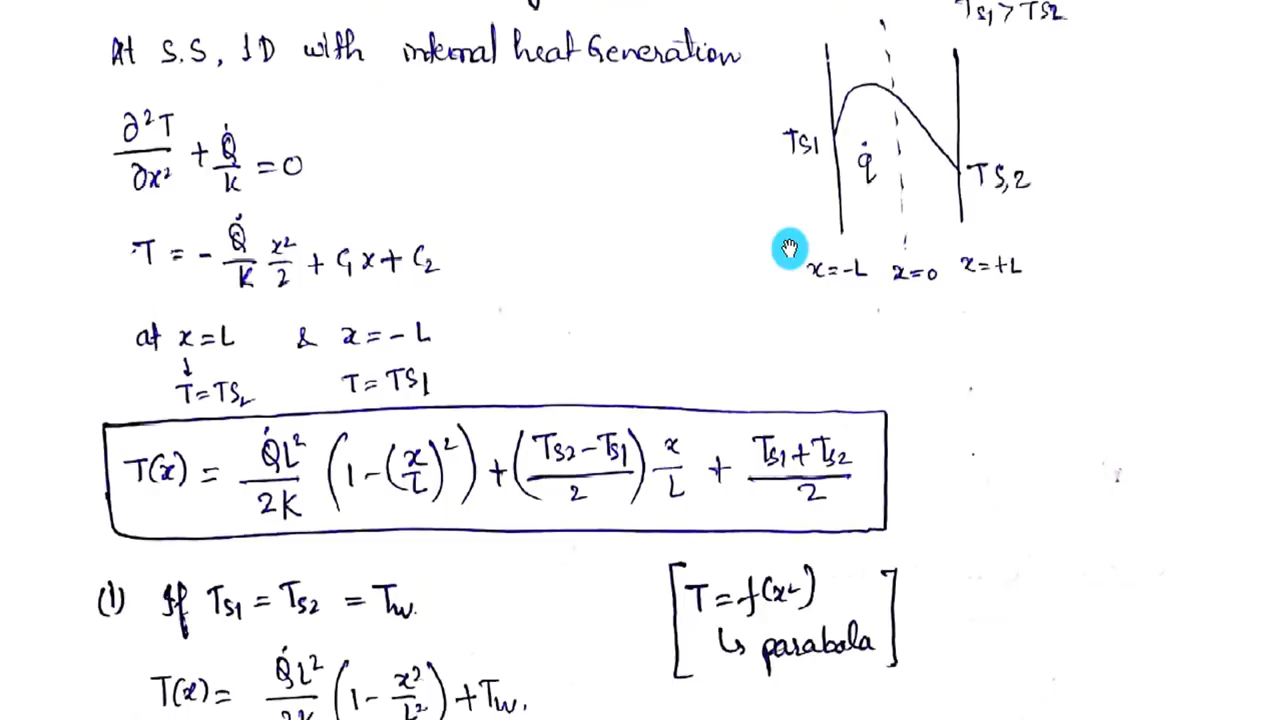 TS1 > TS2
At S.S, 1D with internal heat Generation
∂²T/∂x² + Q̇/k = 0
T = - Q̇/K x²/2 + C₁x + C₂
TS1
q̇
TS,2
x=-L x=0 x=+L
at x=L & x=-L
↓
T=TS₂ T=TS1
T(x) = Q̇L²/2K (1-(x/L)²) + (TS2-TS1/2) x/L + TS1+TS2/2
(1) If TS1 = TS2 = Tw.
[T=f(x²)
↳ parabola]
T(x) = Q̇L²/2K (1 - x²/L²) + Tw.